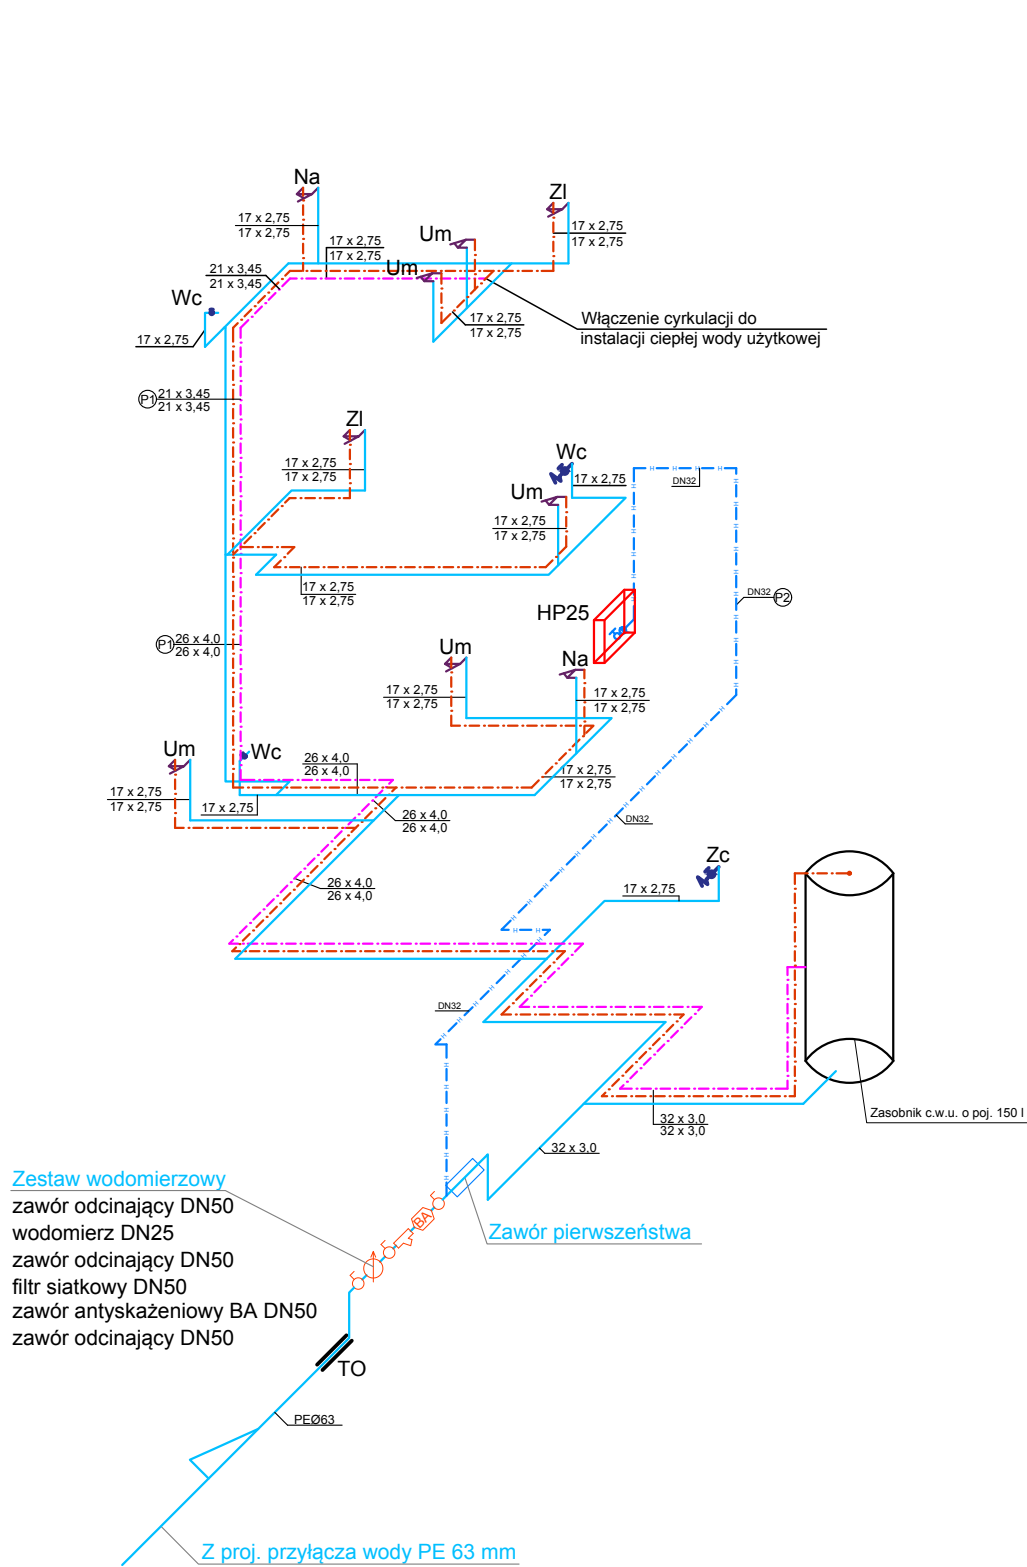 Na
Zl
17 x 2,75
17 x 2,75
17 x 2,75
17 x 2,75
Um
17 x 2,75
17 x 2,75
Um
21 x 3,45
21 x 3,45
Wc
17 x 2,75
17 x 2,75
17 x 2,75
Włączenie cyrkulacji do
instalacji ciepłej wody użytkowej
P1
21 x 3,45
21 x 3,45
Zl
17 x 2,75
17 x 2,75
Wc
17 x 2,75
Um
17 x 2,75
17 x 2,75
H H H H
DN32
17 x 2,75
17 x 2,75
DN32
P2
HP25
P1
26 x 4,0
26 x 4,0
Um
Na
17 x 2,75
17 x 2,75
17 x 2,75
17 x 2,75
Um
Wc
26 x 4,0
26 x 4,0
17 x 2,75
17 x 2,75
17 x 2,75
17 x 2,75
17 x 2,75
26 x 4,0
26 x 4,0
DN32
Zc
17 x 2,75
26 x 4,0
26 x 4,0
DN32
Zasobnik c.w.u. o poj. 150 l
32 x 3,0
32 x 3,0
32 x 3,0
Zestaw wodomierzowy
zawór odcinający DN50
wodomierz DN25
zawór odcinający DN50
filtr siatkowy DN50
zawór antyskażeniowy BA DN50
zawór odcinający DN50
BA
Zawór pierwszeństwa
TO
PEØ63
Z proj. przyłącza wody PE 63 mm